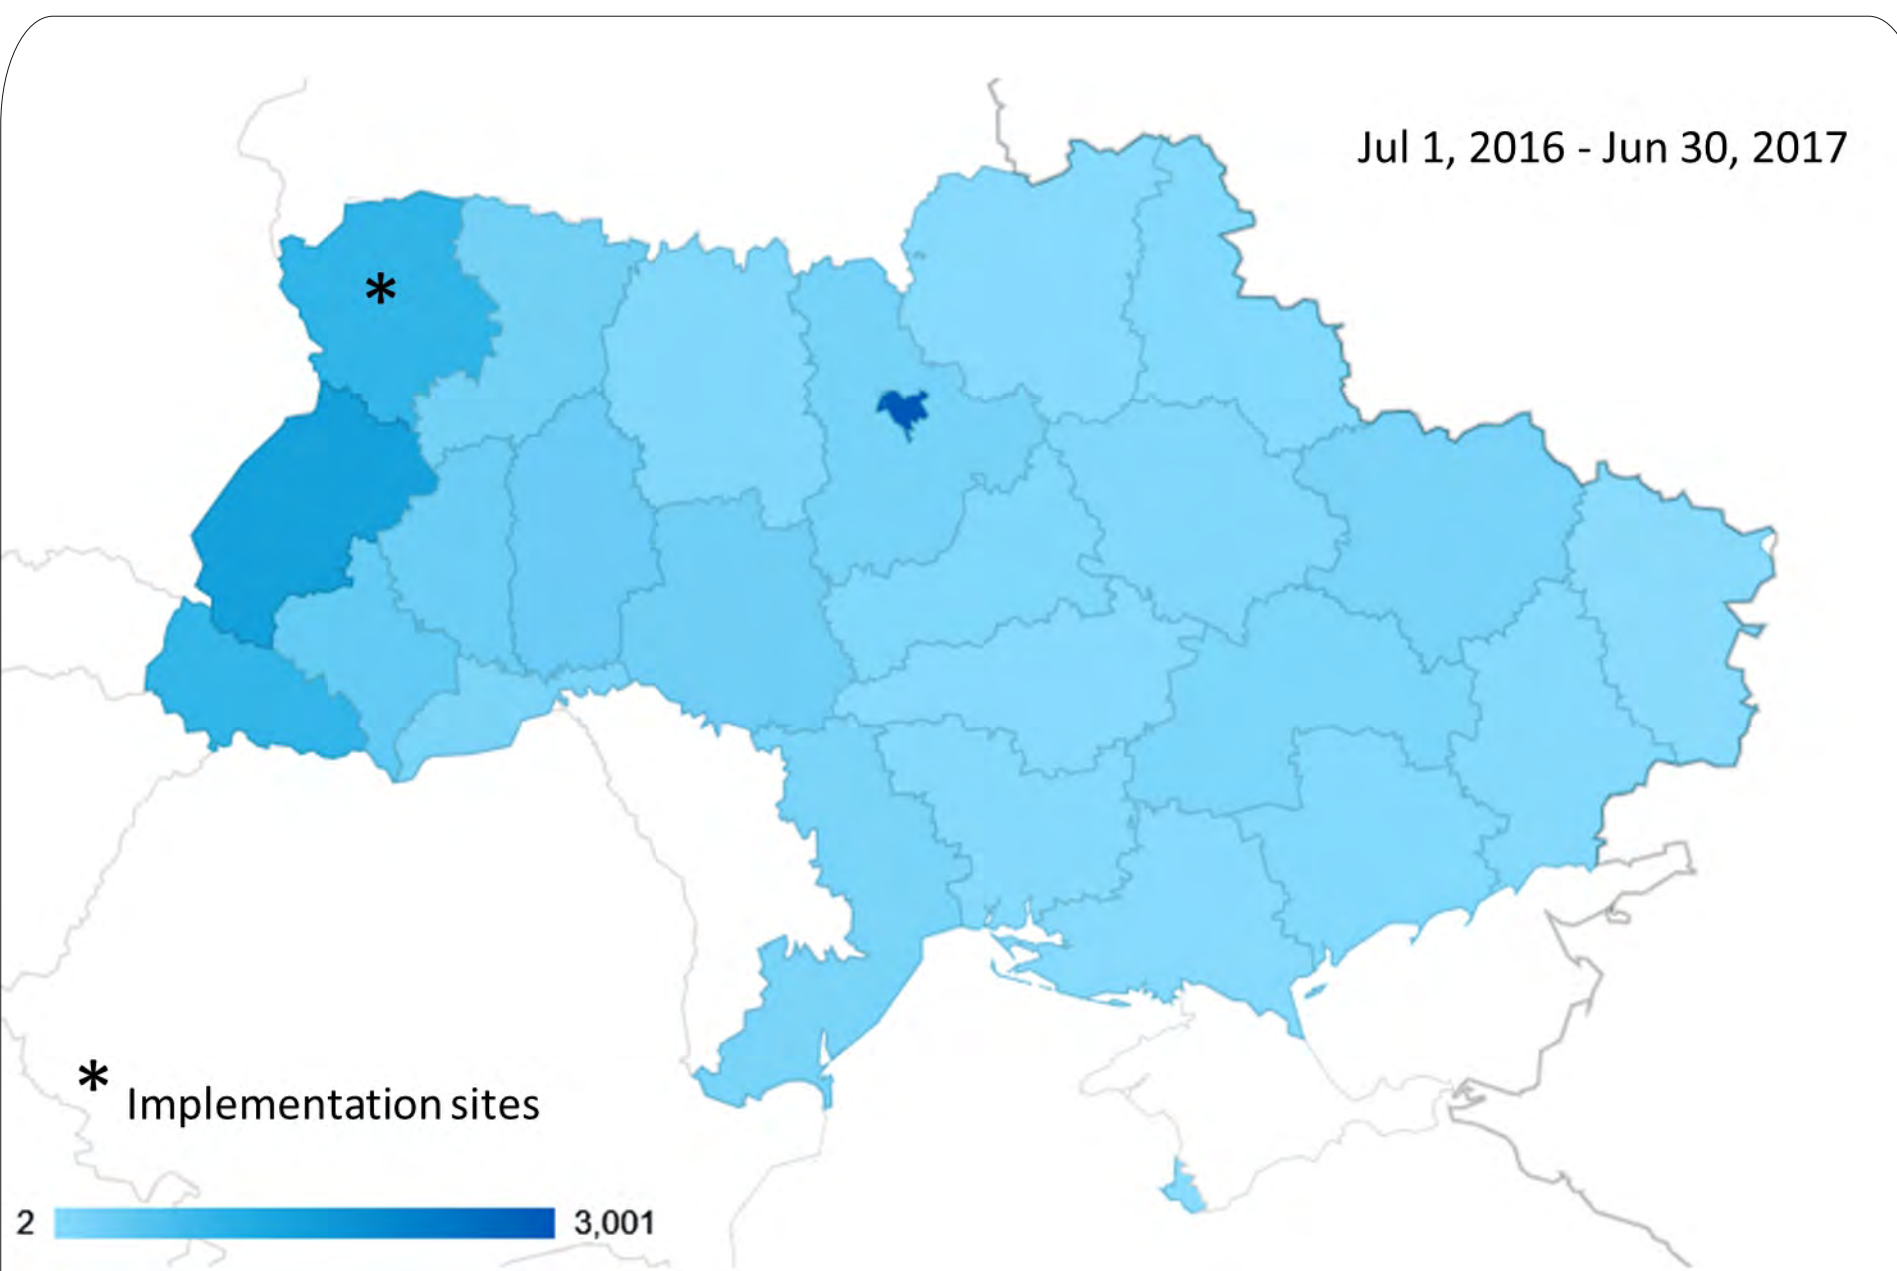 Jul 1, 2016 - Jun 30, 2017
*
* Implementation sites
2 3,001